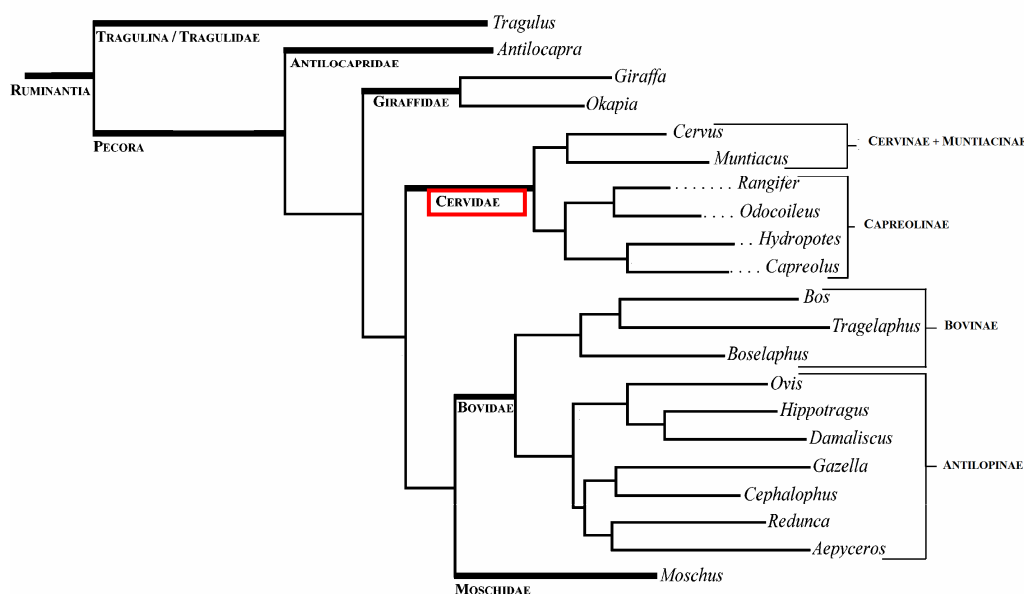 Tragulus
TRAGULINA / TRAGULIDAE
Antilocapra
ANTILOCAPRIDAE
Giraffa
RUMINANTIA
GIRAFFIDAE
Okapia
Cervus
CERVINAE + MUNTIACINAE
PECORA
Muntiacus
Rangifer
CERVIDAE
Odocoileus
CAPREOLINAE
Hydropotes
Capreolus
Bos
Tragelaphus
BOVINAE
Boselaphus
Ovis
BOVIDAE
Hippotragus
Damaliscus
Gazella
ANTILOPINAE
Cephalophus
Redunca
Aepyceros
Moschus
MOSCHIDAE